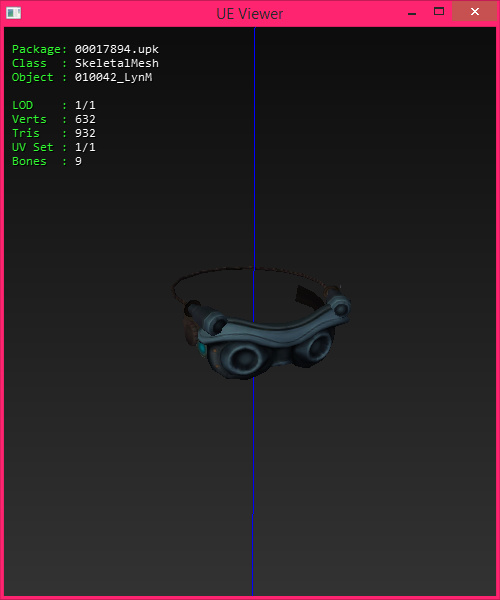 UE Viewer
Package: 00017894.upk
Class : SkeletalMesh
Object : 010042_LynM
LOD : 1/1
Verts : 632
Tris : 932
UV Set : 1/1
Bones : 9